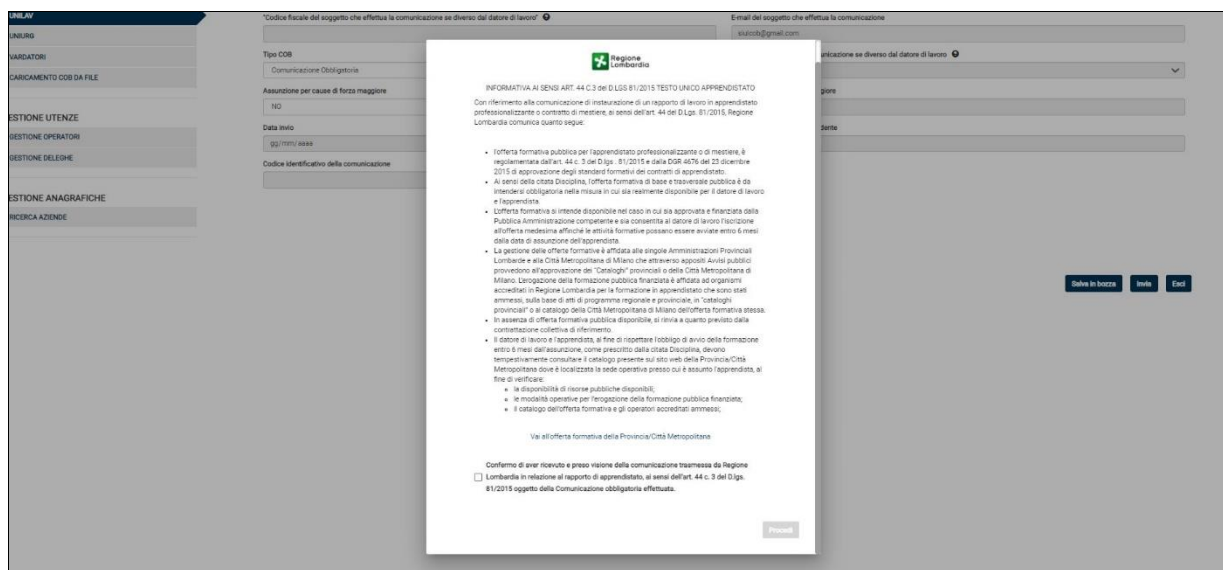 UNILAV
UNIURG
VARDATORI
CARICAMENTO COB DA FILE
ESTIONE UTENZE
GESTIONE OPERATORI
GESTIONE DELEGHE
ESTIONE ANAGRAFICHE
RICERCA AZIENDE
"Codice fiscale del soggetto che effettua la comunicazione se diverso dal datore di lavoro"
E-mail del soggetto che effettua la comunicazione
siulcob@gmail.com
Tipo COB
unicazione se diverso dal datore di lavoro
Comunicazione Obbligatoria
Assunzione per cause di forza maggiore
giore
NO
Data invio
dente
gg/mm/aaaa
Codice identificativo della comunicazione
Salva in bozza Invia Esci
Regione
Lombardia
INFORMATIVA AI SENSI ART. 44 C.3 del D.LGS 81/2015 TESTO UNICO APPRENDISTATO
Con riferimento alla comunicazione di instaurazione di un rapporto di lavoro in apprendistato
professionalizzante o contratto di mestiere, ai sensi dell'art. 44 del D.Lgs. 81/2015, Regione
Lombardia comunica quanto segue:
• l'offerta formativa pubblica per l'apprendistato professionalizzante o di mestiere, è
regolamentata dall'art. 44 c. 3 del D.lgs . 81/2015 e dalla DGR 4676 del 23 dicembre
2015 di approvazione degli standard formativi dei contratti di apprendistato.
• Ai sensi della citata Disciplina, l'offerta formativa di base e trasversale pubblica è da
intendersi obbligatoria nella misura in cui sia realmente disponibile per il datore di lavoro
e l'apprendista.
• L'offerta formativa si intende disponibile nel caso in cui sia approvata e finanziata dalla
Pubblica Amministrazione competente e sia consentita al datore di lavoro l'iscrizione
all'offerta medesima affinché le attività formative possano essere avviate entro 6 mesi
dalla data di assunzione dell'apprendista.
• La gestione delle offerte formative è affidata alle singole Amministrazioni Provinciali
Lombarde e alla Città Metropolitana di Milano che attraverso appositi Avvisi pubblici
provvedono all'approvazione dei "Cataloghi" provinciali o della Città Metropolitana di
Milano. L'erogazione della formazione pubblica finanziata è affidata ad organismi
accreditati in Regione Lombardia per la formazione in apprendistato che sono stati
ammessi, sulla base di atti di programma regionale e provinciale, in "cataloghi
provinciali" o al catalogo della Città Metropolitana di Milano dell'offerta formativa stessa.
• In assenza di offerta formativa pubblica disponibile, si rinvia a quanto previsto dalla
contrattazione collettiva di riferimento.
• Il datore di lavoro e l'apprendista, al fine di rispettare l'obbligo di avvio della formazione
entro 6 mesi dall'assunzione, come prescritto dalla citata Disciplina, devono
tempestivamente consultare il catalogo presente sul sito web della Provincia/Città
Metropolitana dove è localizzata la sede operativa presso cui è assunto l'apprendista, al
fine di verificare:
la disponibilità di risorse pubbliche disponibili;
le modalità operative per l'erogazione della formazione pubblica finanziata;
il catalogo dell'offerta formativa e gli operatori accreditati ammessi;
Vai all'offerta formativa della Provincia/Città Metropolitana
Confermo di aver ricevuto e preso visione della comunicazione trasmessa da Regione
Lombardia in relazione al rapporto di apprendistato, ai sensi dell'art. 44 c. 3 del D.lgs.
81/2015 oggetto della Comunicazione obbligatoria effettuata.
Procedi